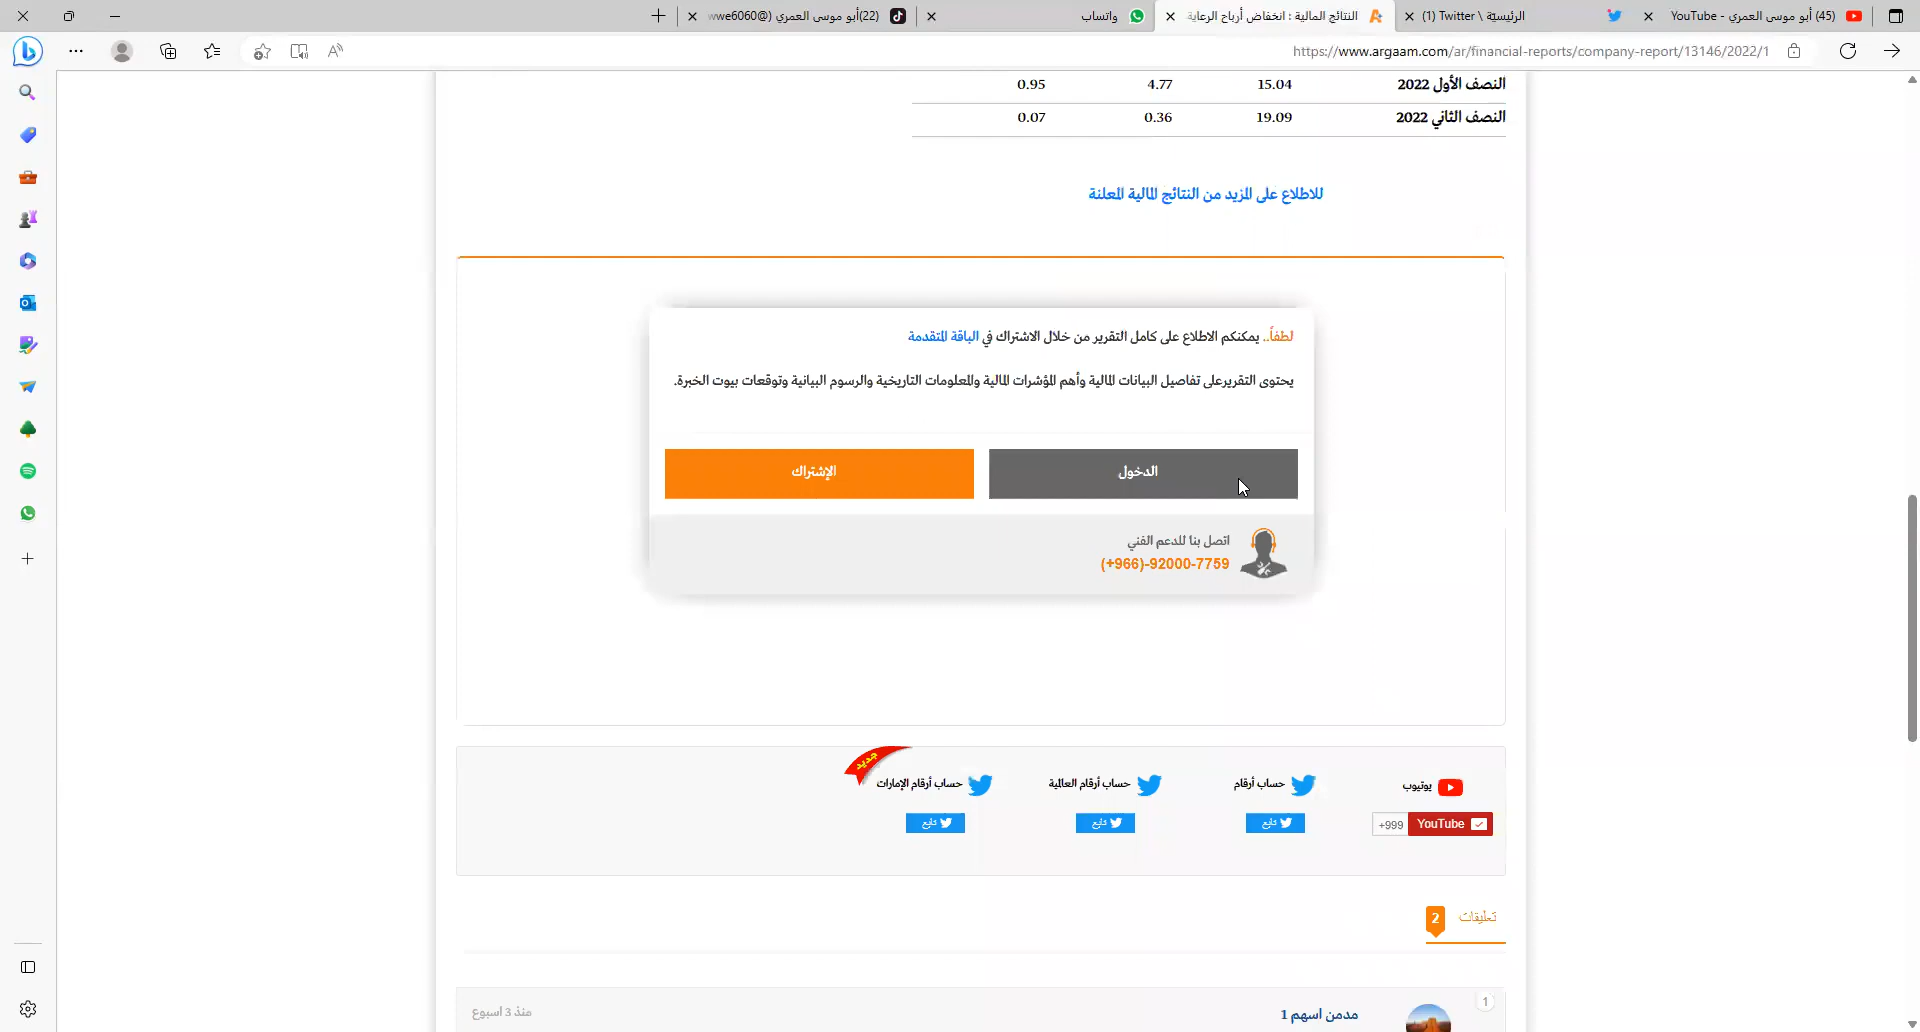 (45) أبو موسى العمري - YouTube
الرئيسيّة \ Twitter (1)
النتائج المالية : انخفاض أرباح الرعاية
واتساب
(22)أبو موسى العمري (@wwe6060
https://www.argaam.com/ar/financial-reports/company-report/13146/2022/1
النصف الأول 2022 15.04 4.77 0.95
النصف الثاني 2022 19.09 0.36 0.07
للاطلاع على المزيد من النتائج المالية المعلنة
لطفاً.. يمكنكم الاطلاع على كامل التقرير من خلال الاشتراك في الباقة المتقدمة
يحتوى التقريرعلى تفاصيل البيانات المالية وأهم المؤشرات المالية والمعلومات التاريخية والرسوم البيانية وتوقعات بيوت الخبرة.
الدخول
الإشتراك
اتصل بنا للدعم الفني
(+966)-92000-7759
جديد
يوتيوب
حساب أرقام
حساب أرقام العالمية
حساب أرقام الإمارات
YouTube +999
تابع
تابع
تابع
تعليقات 2
1
مدمن اسهم 1
منذ 3 اسبوع